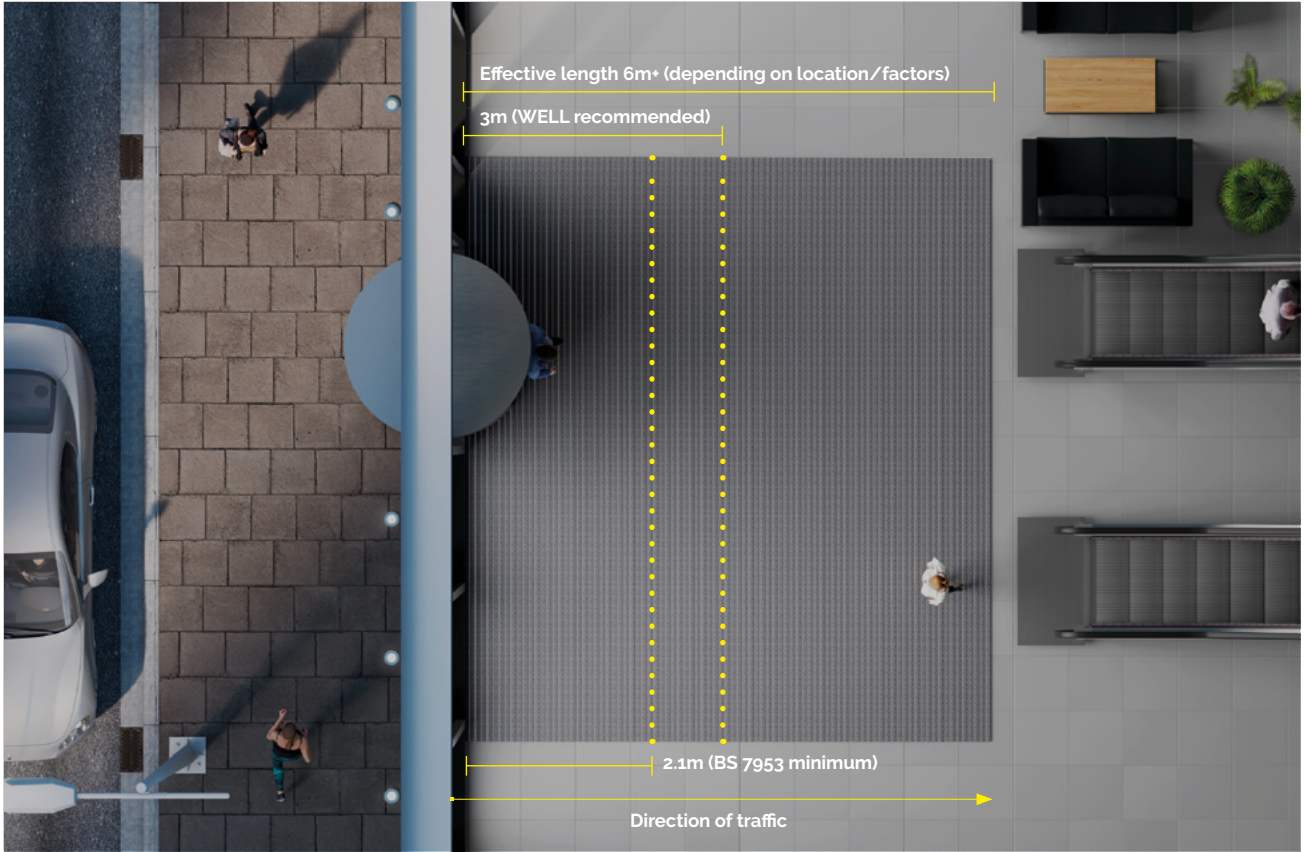 Effective length 6m+ (depending on location/factors)
3m (WELL recommended)
2.1m (BS 7953 minimum)
Direction of traffic